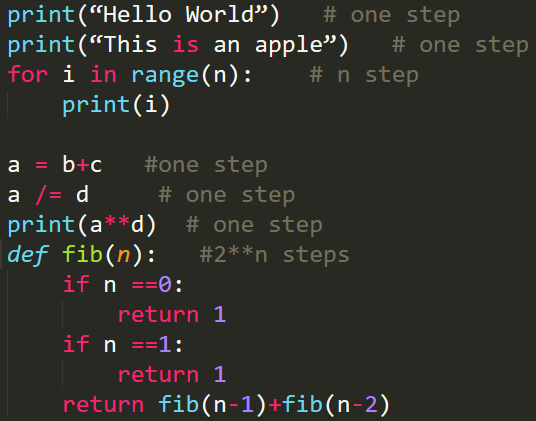 print(“Hello World”)   # one step
print(“This is an apple”)   # one step
for i in range(n):    # n step
    print(i)

a = b+c   #one step
a /= d     # one step
print(a**d)  # one step
def fib(n):   #2**n steps
    if n ==0:
        return 1
    if n ==1:
        return 1
    return fib(n-1)+fib(n-2)